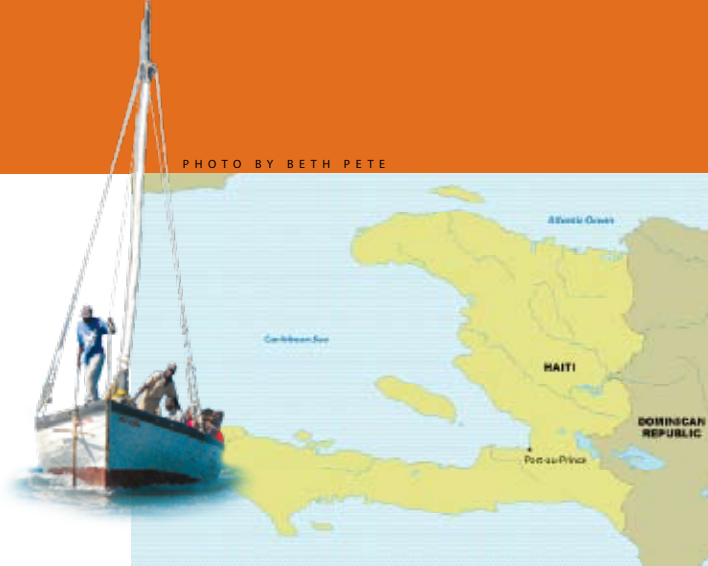 PHOTO BY BETH PETE
Atlantic Ocean
Caribbean Sea
HAITI
DOMINICAN
REPUBLIC
Port-au-Prince